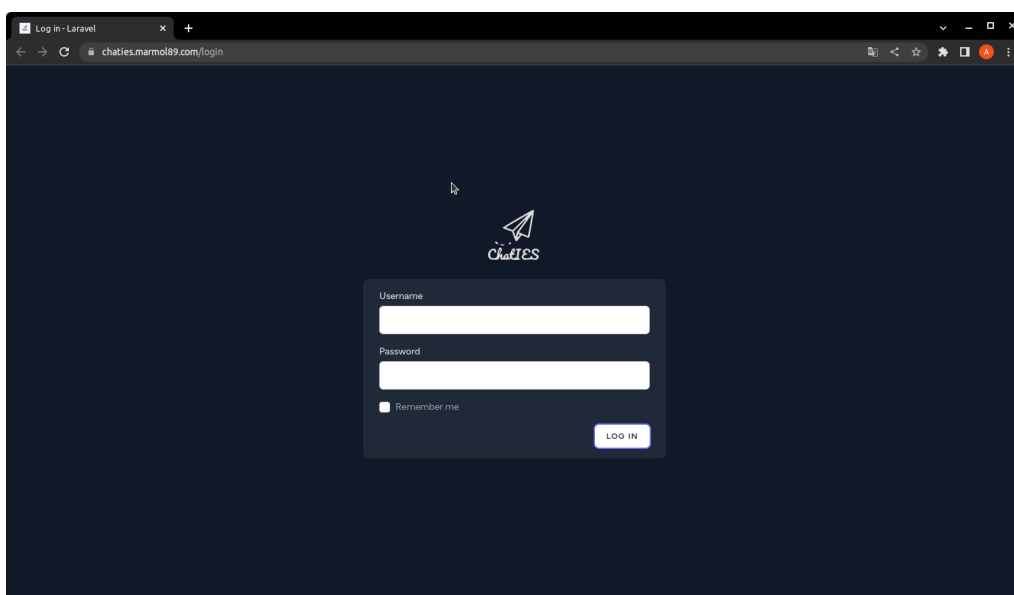 Log in - Laravel
chaties.marmol89.com/login
A
ChatIES
Username
Password
Remember me
LOG IN